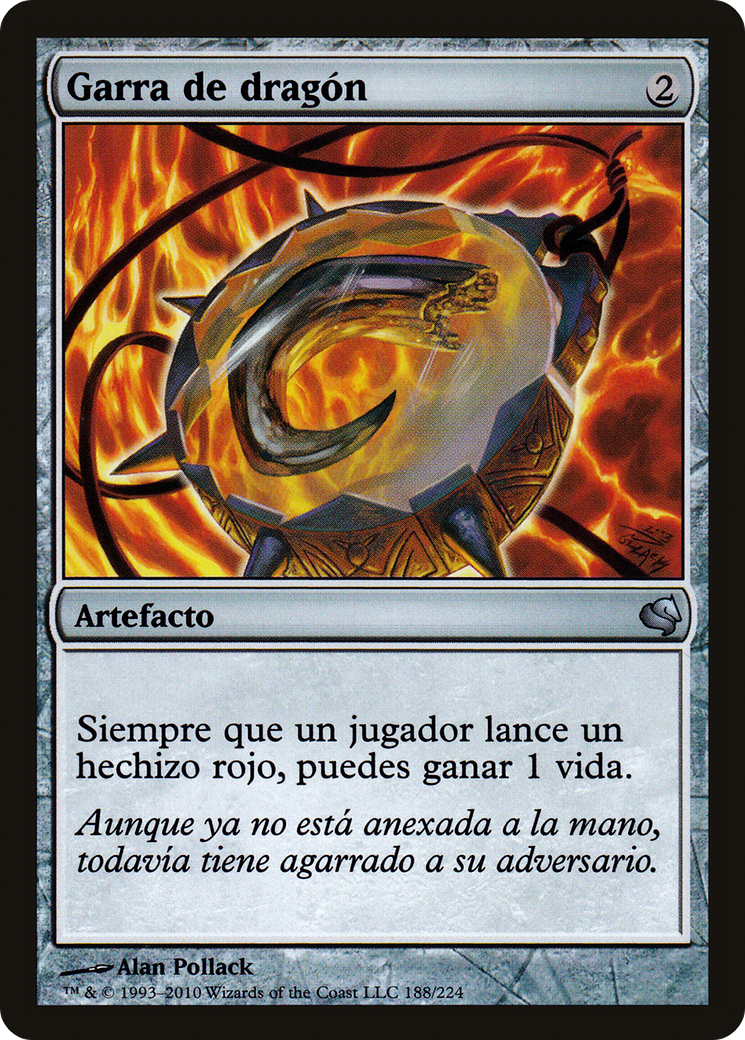 Garra de dragón 2
Artefacto
Siempre que un jugador lance un
hechizo rojo, puedes ganar 1 vida.
Aunque ya no está anexada a la mano,
todavía tiene agarrado a su adversario.
Alan Pollack
™ & © 1993–2010 Wizards of the Coast LLC 188/224